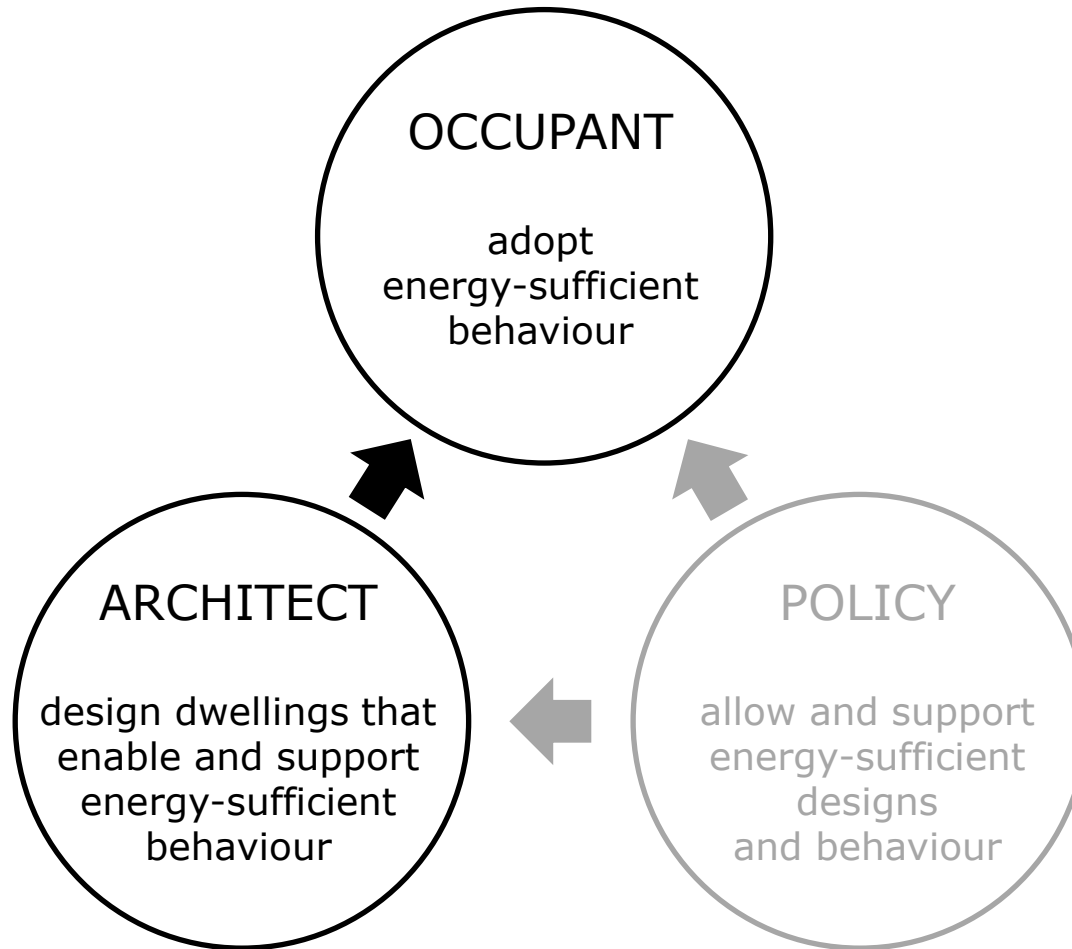 OCCUPANT
adopt
energy-sufficient
behaviour
ARCHITECT
design dwellings that
enable and support
energy-sufficient
behaviour
POLICY
allow and support
energy-sufficient
designs
and behaviour